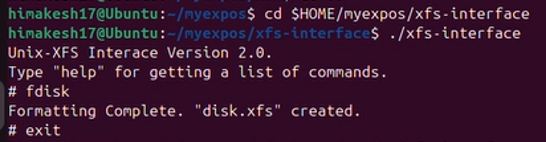 himakesh17@Ubuntu:~/myexpos$ cd $HOME/myexpos/xfs-interface
himakesh17@Ubuntu:~/myexpos/xfs-interface$ ./xfs-interface
Unix-XFS Interace Version 2.0.
Type "help" for getting a list of commands.
# fdisk
Formatting Complete. "disk.xfs" created.
# exit